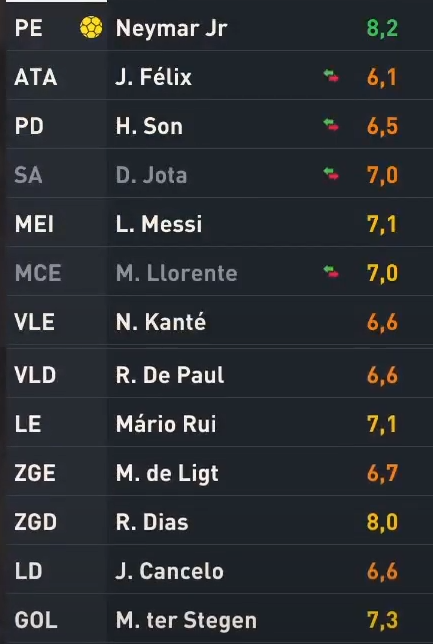 PE Neymar Jr 8,2
ATA J. Félix 6,1
PD H. Son 6,5
SA D. Jota 7,0
MEI L. Messi 7,1
MCE M. Llorente 7,0
VLE N. Kanté 6,6
VLD R. De Paul 6,6
LE Mário Rui 7,1
ZGE M. de Ligt 6,7
ZGD R. Dias 8,0
LD J. Cancelo 6,6
GOL M. ter Stegen 7,3